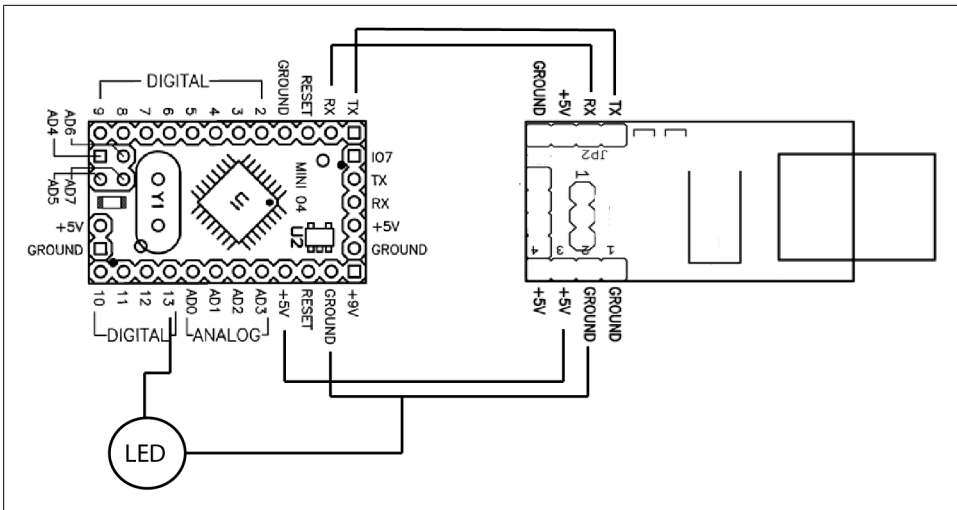 DIGITAL
9
8
7
6
5
4
3
2
GROUND
RESET
RX
TX
AD6
AD4
AD7
AD5
Y1
U1
MINI 04
U2
IO7
TX
RX
+5V
GROUND
+5V
GROUND
10
11
12
13
AD0
AD1
AD2
AD3
+5V
RESET
GROUND
+9V
DIGITAL
ANALOG
LED
GROUND
+5V
RX
TX
JP2
1
4
3
2
1
+5V
+5V
GROUND
GROUND